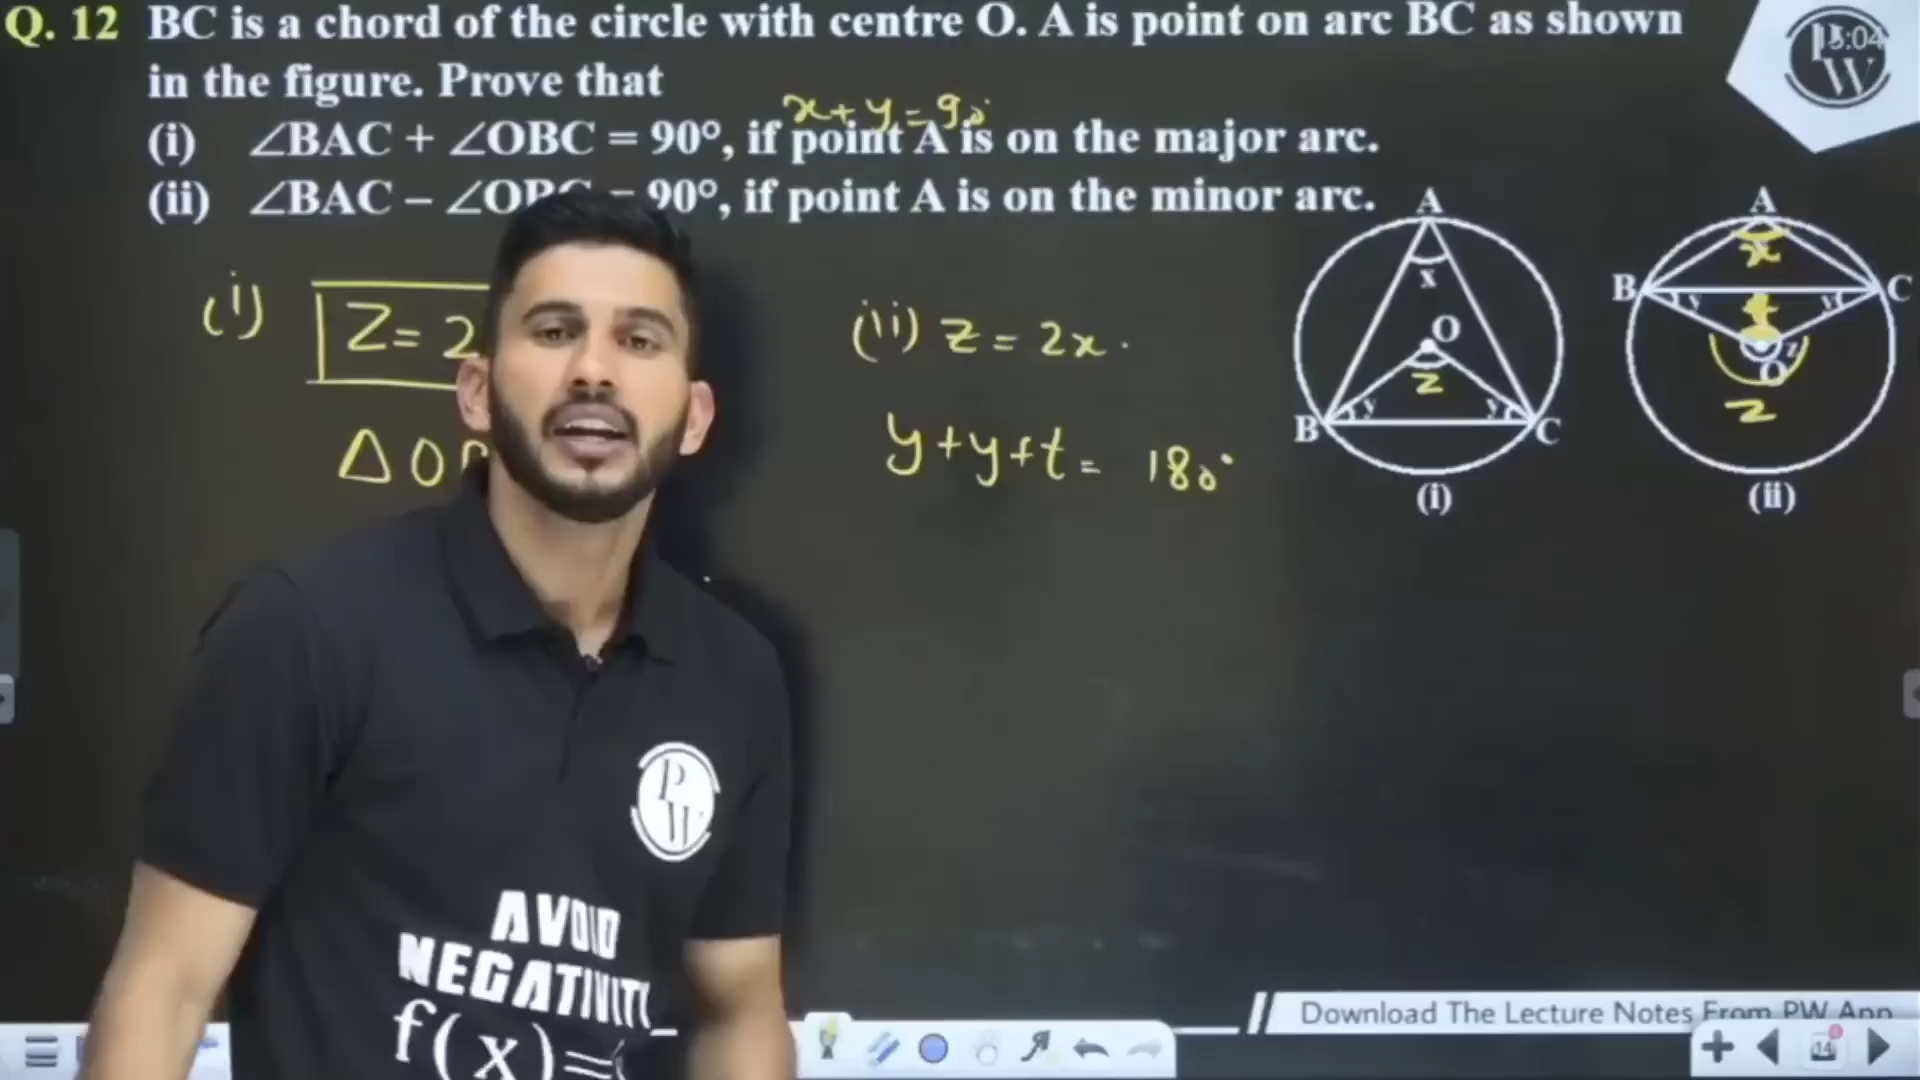 Q. 12 BC is a chord of the circle with centre O. A is point on arc BC as shown
in the figure. Prove that
x + y = 90°
(i) ∠BAC + ∠OBC = 90°, if point A is on the major arc.
(ii) ∠BAC – = 90°, if point A is on the minor arc.
(i) Z = 2
Δ O
(ii) z = 2x.
y + y + t = 180°
A
x
O
z
B y y C
(i)
A
x
B y t y C
z
O
z
(ii)
PW
P
W
AVOID
f(x)=
Download The Lecture Notes From PW App
14